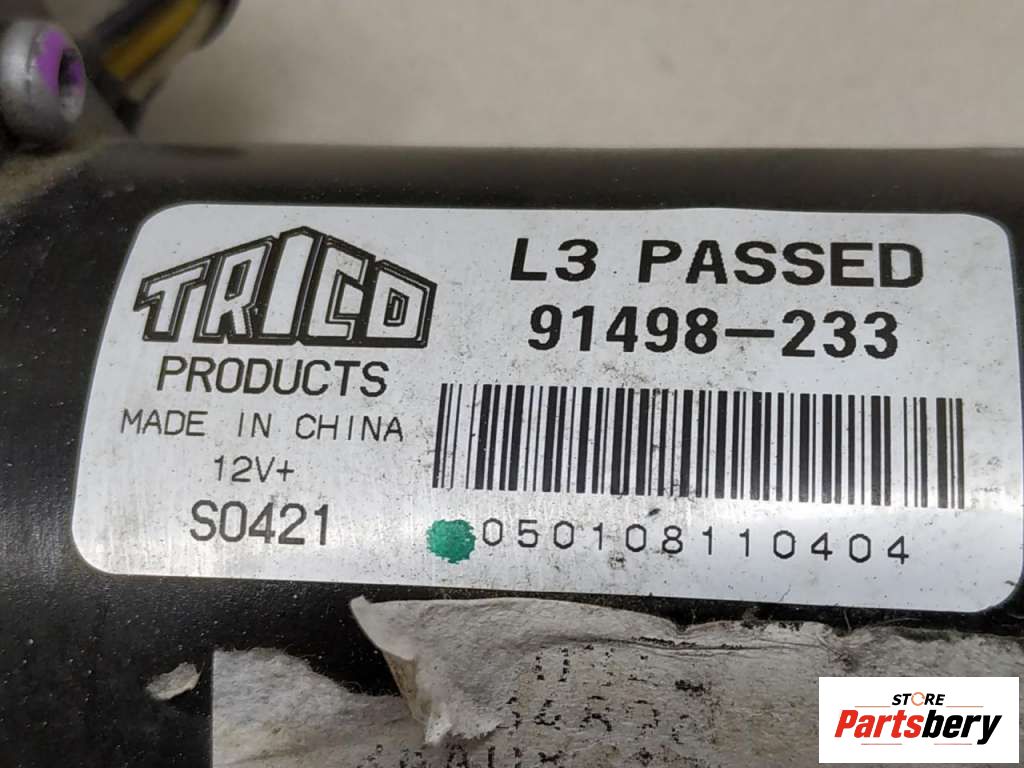 TRICO
PRODUCTS
MADE IN CHINA
12V+
S0421
L3 PASSED
91498-233
050108110404
STORE
Partsbery